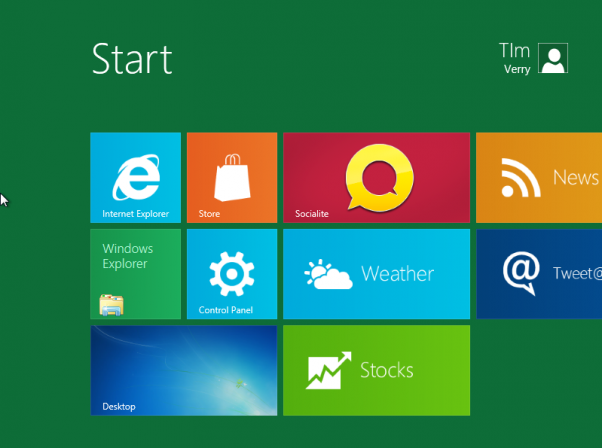 Start
TIm
Verry
Internet Explorer
Store
Socialite
News
Windows
Explorer
Control Panel
Weather
Tweet@
Desktop
Stocks